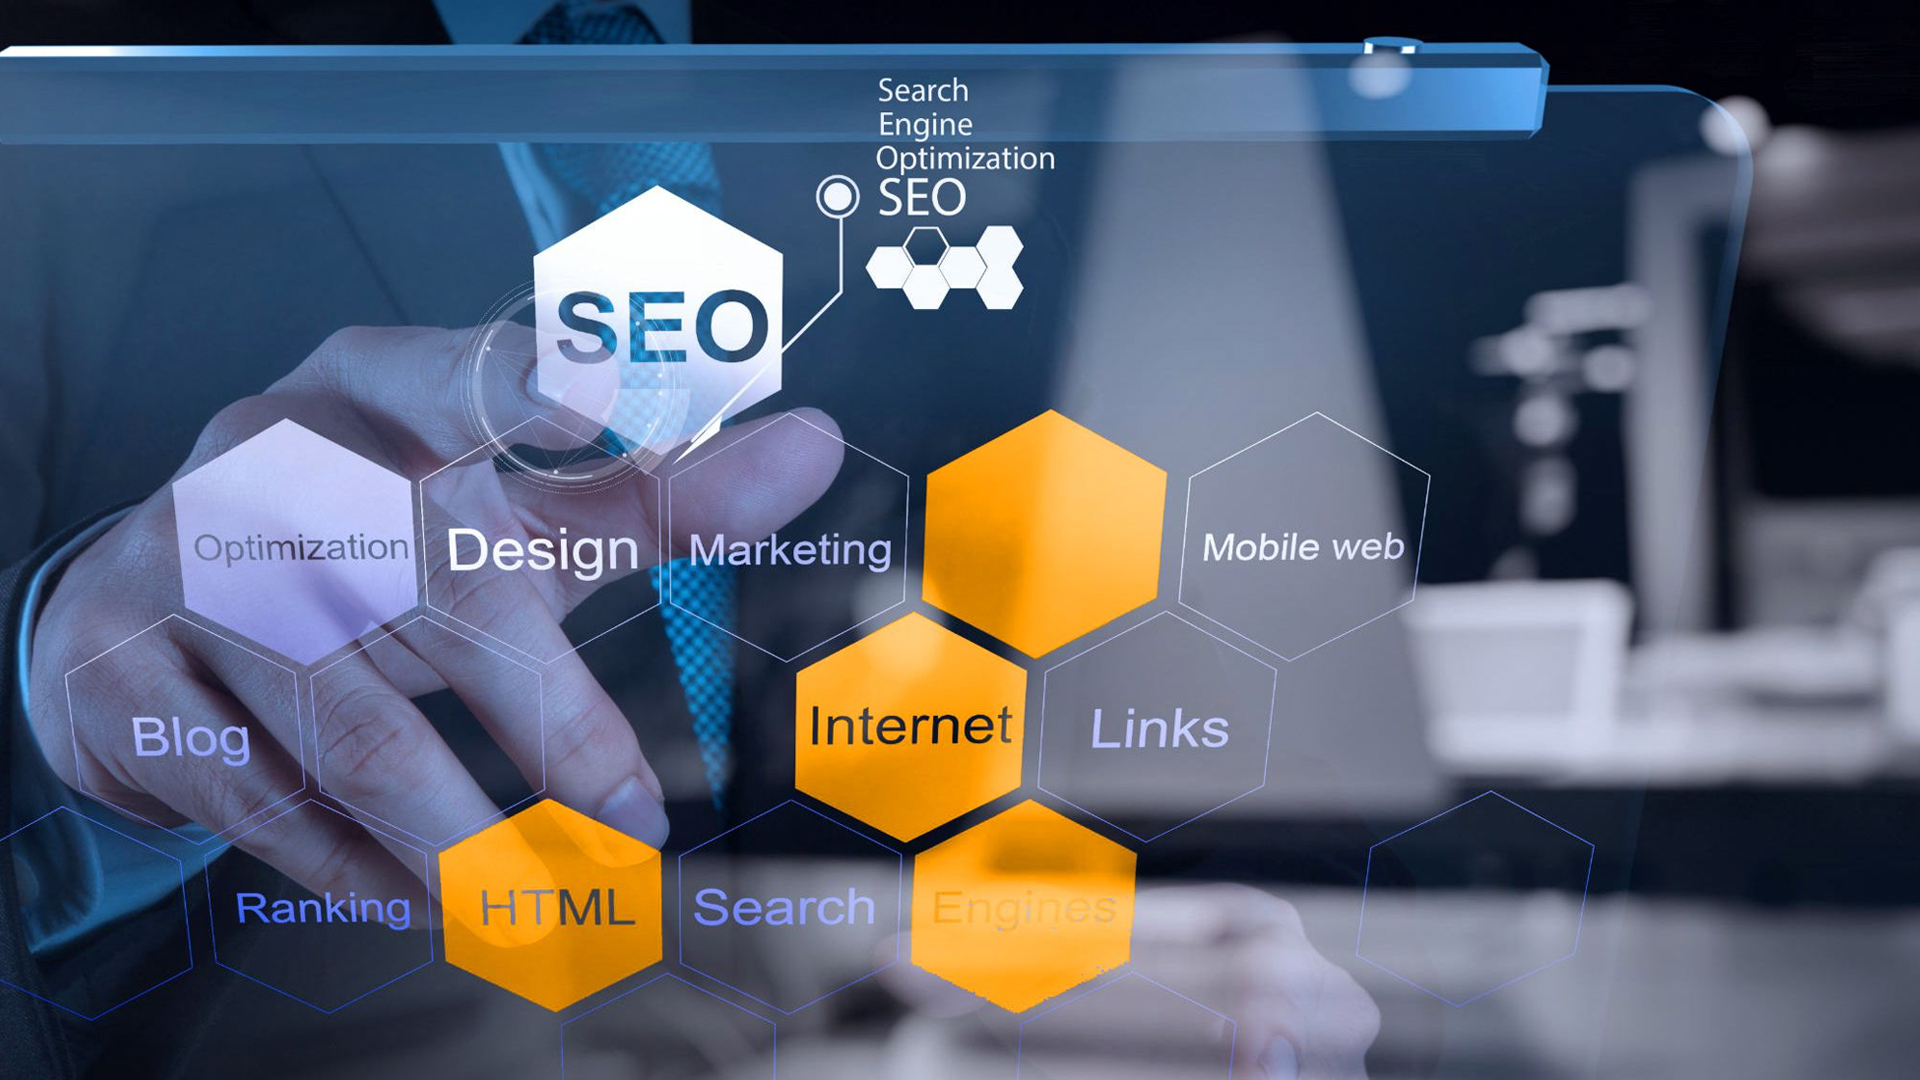 Search
Engine
Optimization
SEO
SEO
Optimization
Design
Marketing
Mobile web
Blog
Internet
Links
Ranking
HTML
Search
Engines